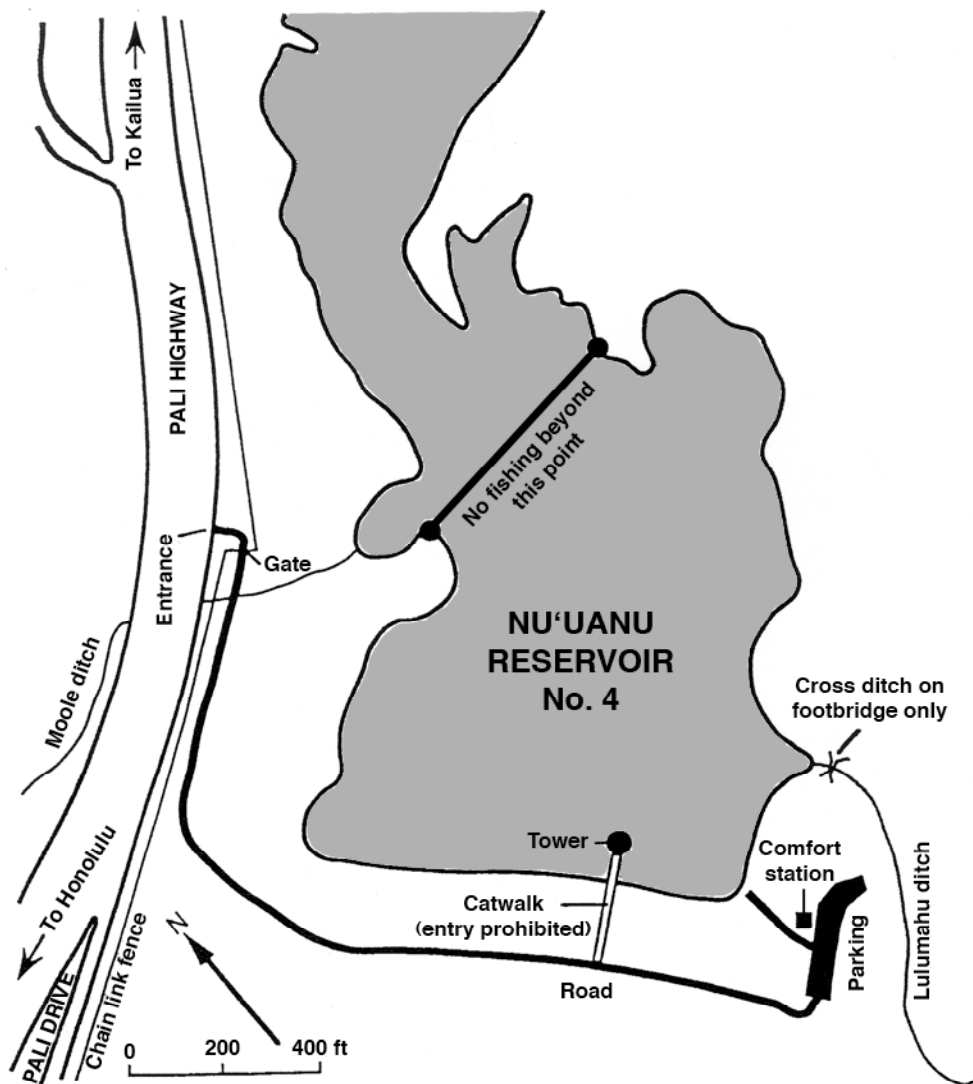 To Kailua
PALI HIGHWAY
No fishing beyond
this point
Entrance
Gate
NU‘UANU
RESERVOIR
No. 4
Moole ditch
Cross ditch on
footbridge only
Tower
Comfort
station
To Honolulu
Catwalk
(entry prohibited)
N
Chain link fence
PALI DRIVE
Road
Parking
Lulumahu ditch
0 200 400 ft